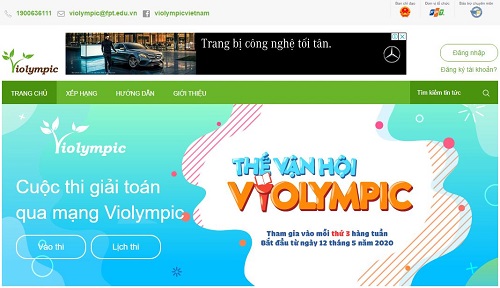 1900636111 violympic@fpt.edu.vn violympicvietnam
Violympic
Trang bị công nghệ tối tân.
Đăng nhập
Đăng ký tài khoản?
TRANG CHỦ XẾP HẠNG HƯỚNG DẪN GIỚI THIỆU Tìm kiếm tin tức
Violympic
Cuộc thi giải toán
qua mạng Violympic
Vào thi Lịch thi
THẾ VẬN HỘI
VIOLYMPIC
Tham gia vào mỗi thứ 3 hàng tuần
Bắt đầu từ ngày 12 tháng 5 năm 2020